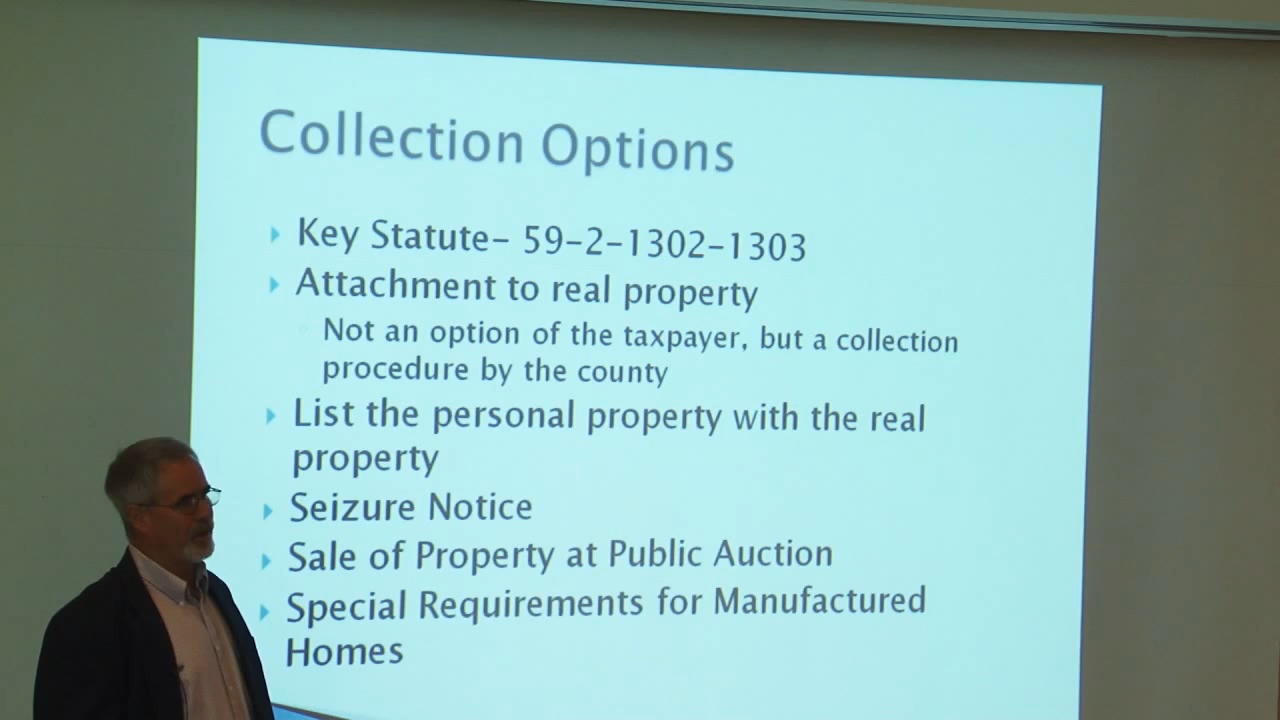 Collection Options
Key Statute– 59-2-1302-1303
Attachment to real property
Not an option of the taxpayer, but a collection
procedure by the county
List the personal property with the real
property
Seizure Notice
Sale of Property at Public Auction
Special Requirements for Manufactured
Homes